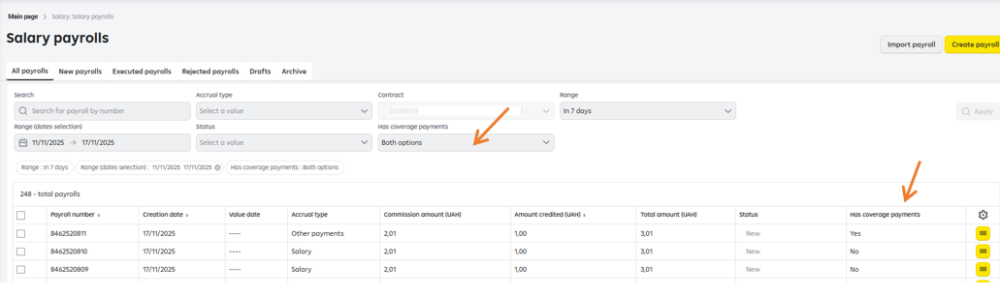 Main page > Salary: Salary payrolls
Salary payrolls
Import payroll Create payroll
All payrolls New payrolls Executed payrolls Rejected payrolls Drafts Archive
Search Accrual type Contract Range
Search for payroll by number Select a value In 7 days Apply
Range (dates selection) Status Has coverage payments
11/11/2025 → 17/11/2025 Select a value Both options
Range : In 7 days Range (dates selection) : 11/11/2025 17/11/2025 Has coverage payments : Both options
248 - total payrolls
Payroll number Creation date Value date Accrual type Commission amount (UAH) Amount credited (UAH) Total amount (UAH) Status Has coverage payments
8462520811 17/11/2025 ---- Other payments 2,01 1,00 3,01 New Yes
8462520810 17/11/2025 ---- Salary 2,01 1,00 3,01 New No
8462520809 17/11/2025 ---- Salary 2,01 1,00 3,01 New No